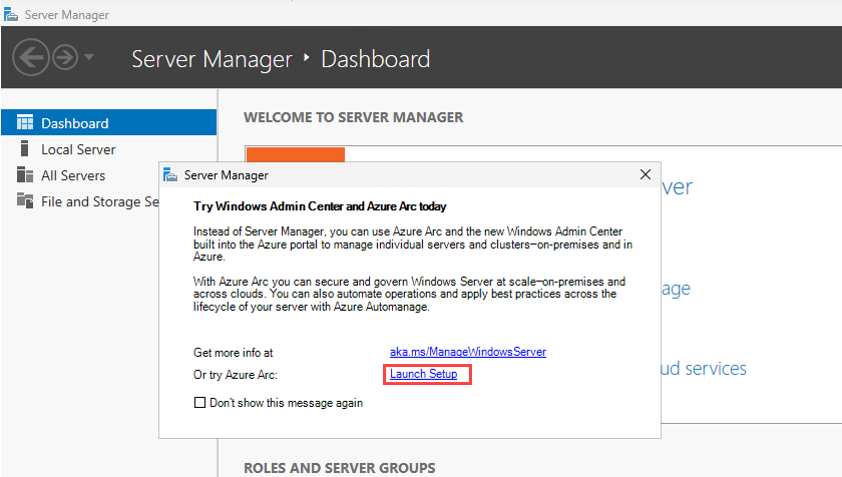 Server Manager
Server Manager • Dashboard
Dashboard
Local Server
All Servers
File and Storage Se
WELCOME TO SERVER MANAGER
Server Manager
Try Windows Admin Center and Azure Arc today
Instead of Server Manager, you can use Azure Arc and the new Windows Admin Center
built into the Azure portal to manage individual servers and clusters–on-premises and in
Azure.
With Azure Arc you can secure and govern Windows Server at scale–on-premises and
across clouds. You can also automate operations and apply best practices across the
lifecycle of your server with Azure Automanage.
Get more info at aka.ms/ManageWindowsServer
Or try Azure Arc: Launch Setup
Don't show this message again
ver
age
ud services
ROLES AND SERVER GROUPS